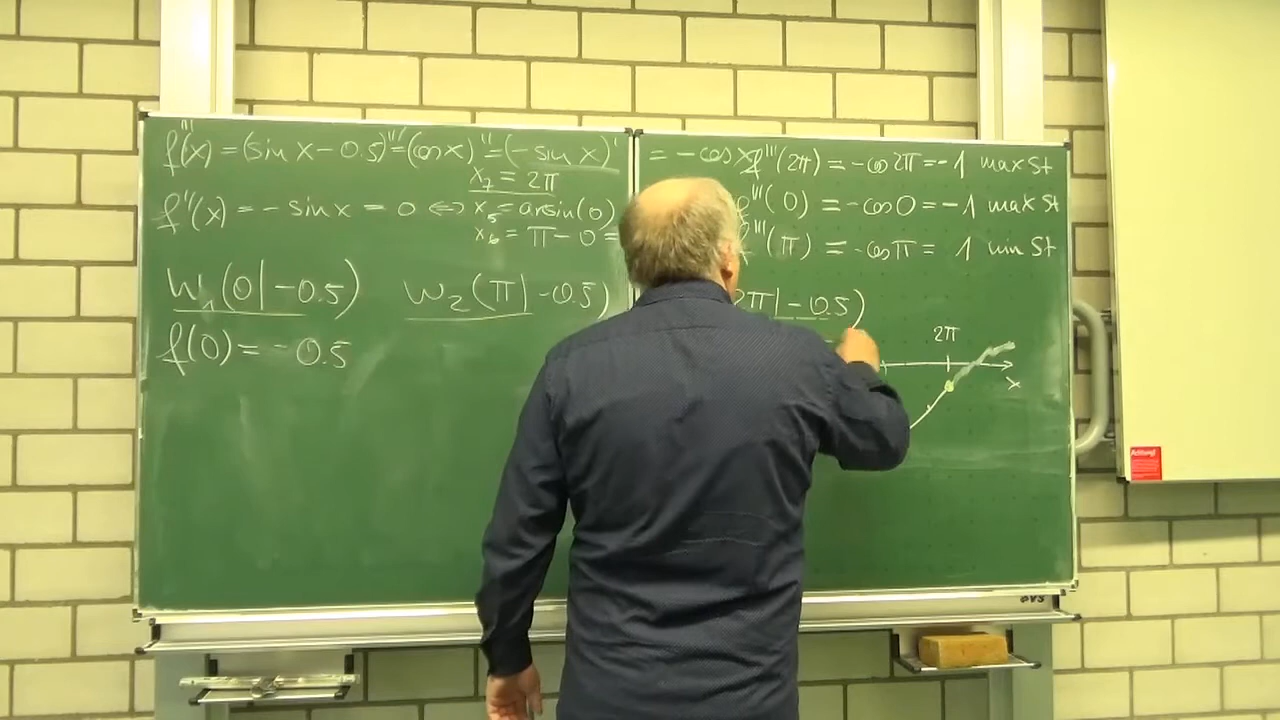 f'''(x) = (sin x - 0.5)''' = (cos x)'' = (- sin x)' = - cos x f'''(2π) = - cos 2π = -1 max St
x₇ = 2π
f''(x) = - sin x = 0 ⇔ x₅ = arsin(0) f'''(0) = - cos 0 = -1 max St
x₆ = π - 0 = f'''(π) = - cos π = 1 min St
W₁(0 | -0.5) W₂(π | -0.5) 2π | -0.5)
f(0) = - 0.5
2π
x
Achtung!